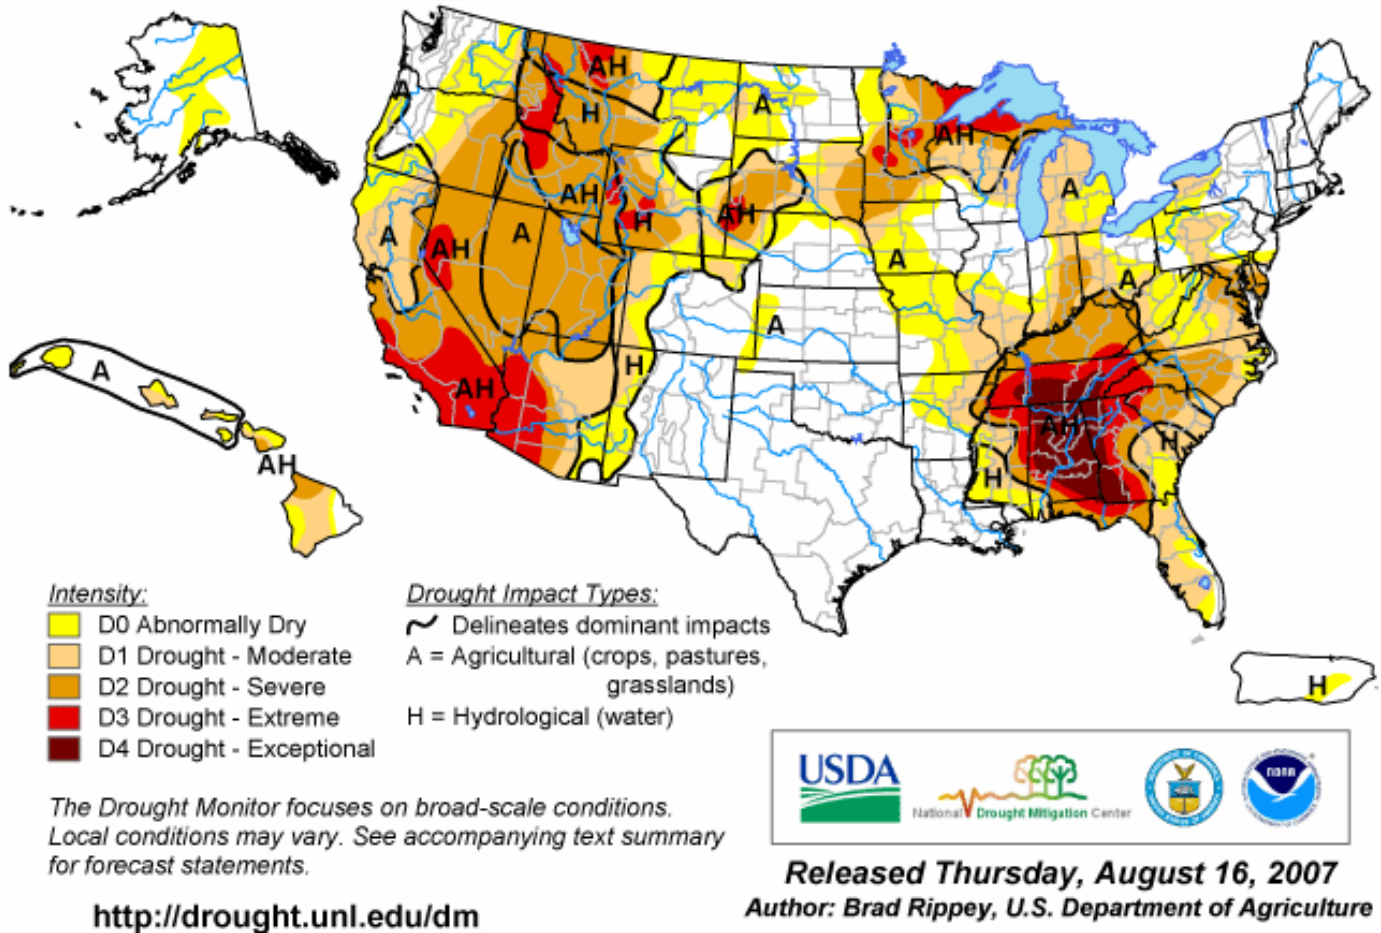 A
AH
H
A
AH
A
AH
A
AH
H
AH
A
AH
A
A
A
H
AH
AH
H
H
A
AH
H
Intensity:
D0 Abnormally Dry
D1 Drought - Moderate
D2 Drought - Severe
D3 Drought - Extreme
D4 Drought - Exceptional
Drought Impact Types:
Delineates dominant impacts
A = Agricultural (crops, pastures,
grasslands)
H = Hydrological (water)
USDA
National Drought Mitigation Center
NOAA
The Drought Monitor focuses on broad-scale conditions.
Local conditions may vary. See accompanying text summary
for forecast statements.
http://drought.unl.edu/dm
Released Thursday, August 16, 2007
Author: Brad Rippey, U.S. Department of Agriculture